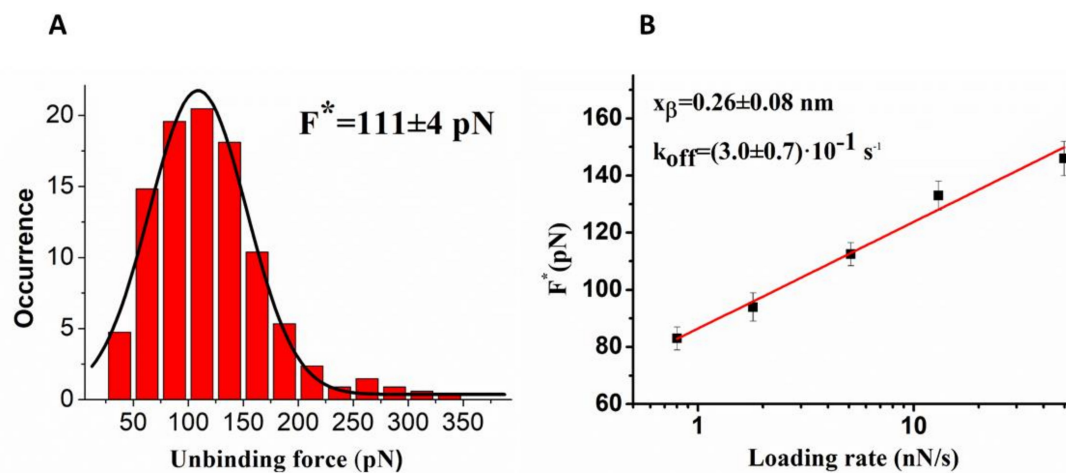 A
B
F*=111±4 pN
Occurrence
20
15
10
5
0
50 100 150 200 250 300 350
Unbinding force (pN)
xβ=0.26±0.08 nm
koff=(3.0±0.7)·10⁻¹ s⁻¹
F*(pN)
160
140
120
100
80
60
1 10
Loading rate (nN/s)